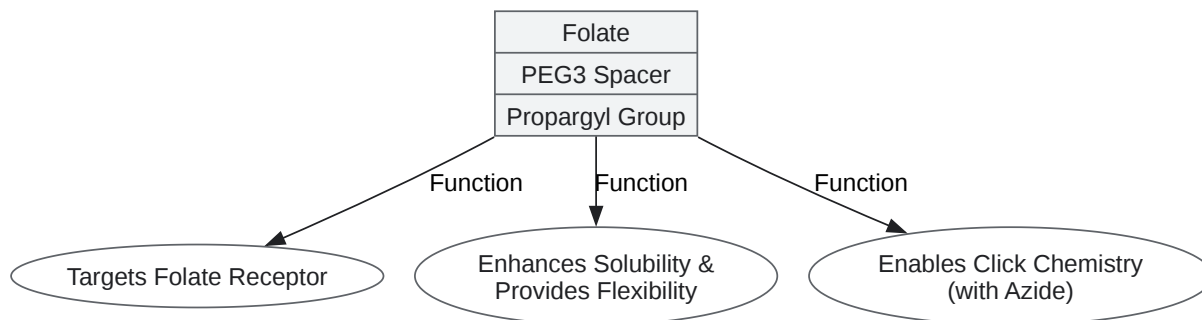 Folate
PEG3 Spacer
Propargyl Group
Function
Function
Function
Targets Folate Receptor
Enhances Solubility &
Provides Flexibility
Enables Click Chemistry
(with Azide)